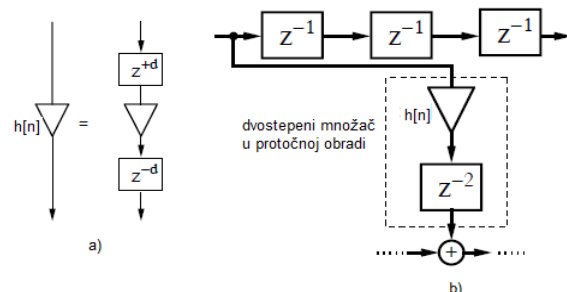 h[n]
=
z+d
z-d
a)
z-1
z-1
z-1
h[n]
dvostepeni množač
u protočnoj obradi
z-2
+
b)